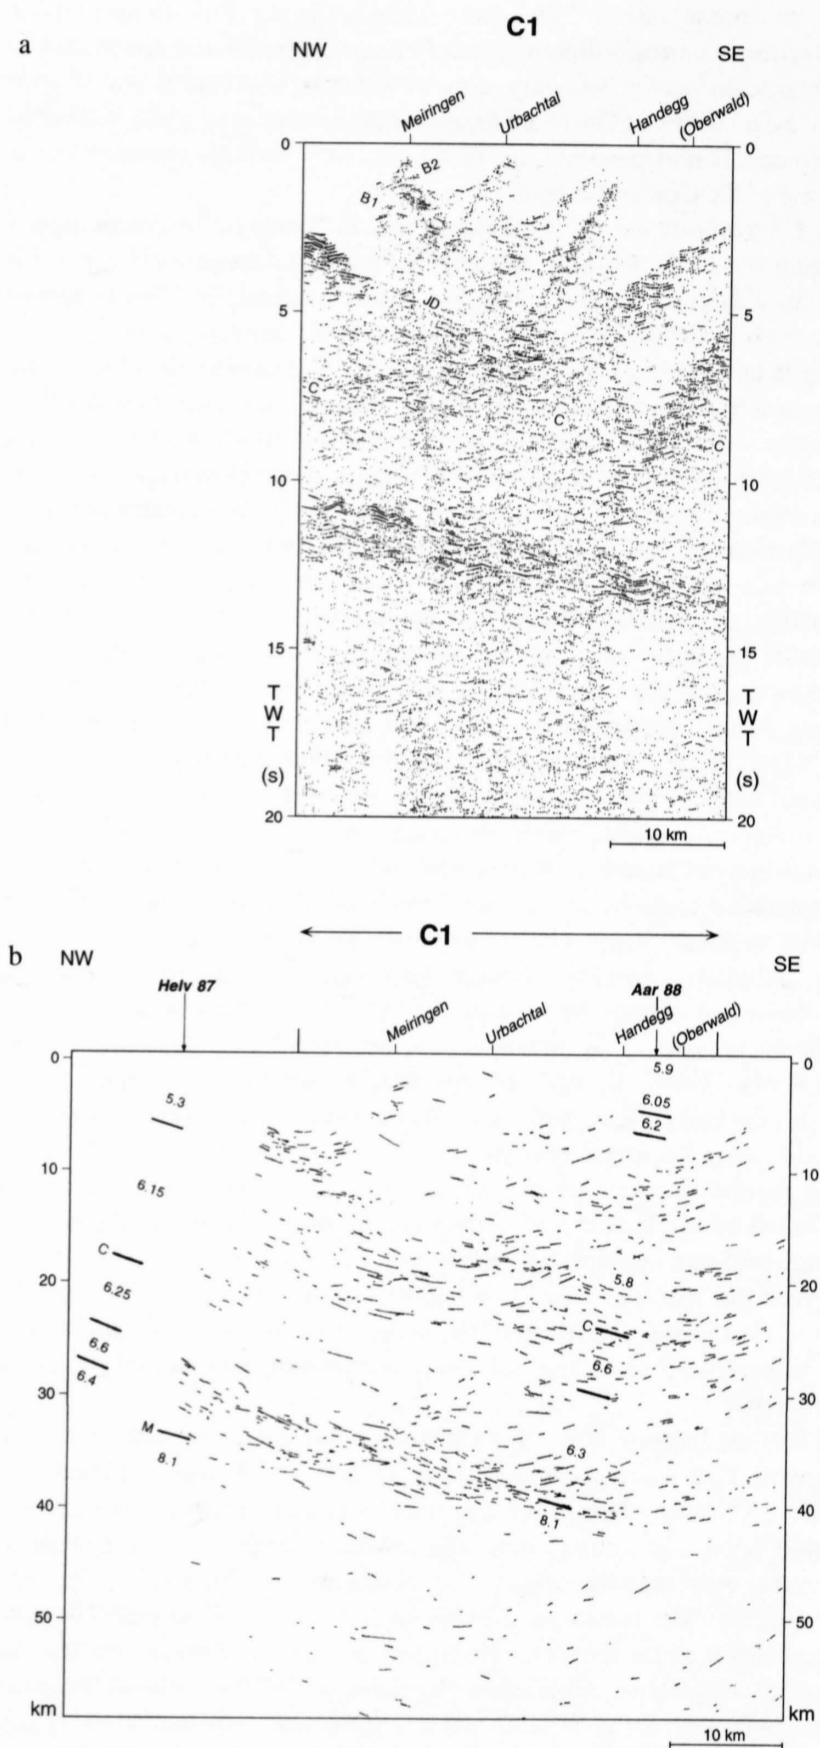 a
C1
NW
SE
Meiringen
Urbachtal
Handegg
(Oberwald)
0
0
B2
B1
JD
5
5
C
C
C
10
10
15
15
T
W
T
(s)
T
W
T
(s)
20
20
10 km
C1
b
NW
SE
Helv 87
Aar 88
Meiringen
Urbachtal
Handegg
(Oberwald)
0
0
5.9
5.3
6.05
6.2
10
10
6.15
C
20
20
5.8
6.25
C
6.6
6.6
6.4
30
30
M
8.1
6.3
40
40
8.1
50
50
km
km
10 km